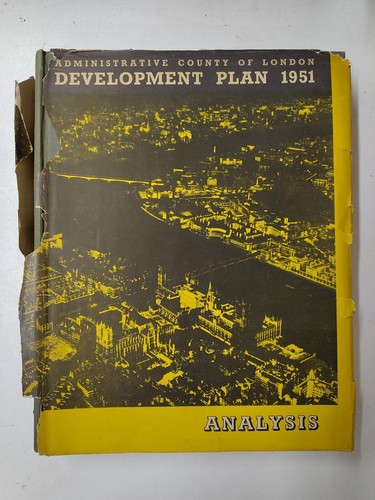 ADMINISTRATIVE COUNTY OF LONDON
DEVELOPMENT PLAN 1951
ANALYSIS